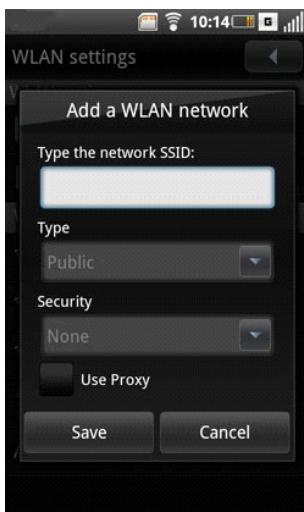 10:14 G
WLAN settings
Add a WLAN network
Type the network SSID:
Type
Public
Security
None
Use Proxy
Save Cancel